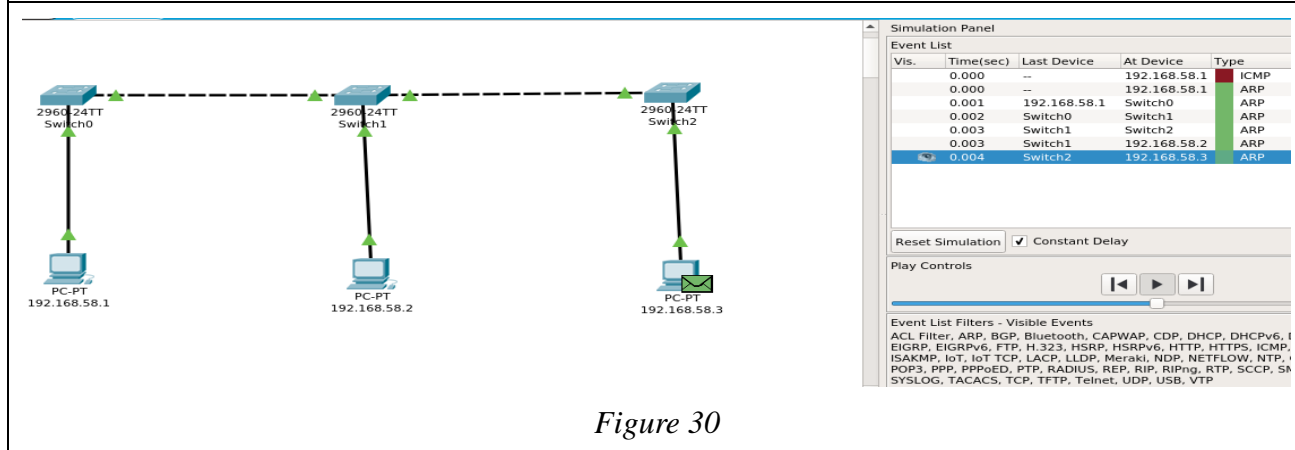 2960-24TT
Switch0
2960-24TT
Switch1
2960-24TT
Switch2
PC-PT
192.168.58.1
PC-PT
192.168.58.2
PC-PT
192.168.58.3
Simulation Panel
Event List
Vis. Time(sec) Last Device At Device Type
0.000 -- 192.168.58.1 ICMP
0.000 -- 192.168.58.1 ARP
0.001 192.168.58.1 Switch0 ARP
0.002 Switch0 Switch1 ARP
0.003 Switch1 Switch2 ARP
0.003 Switch1 192.168.58.2 ARP
0.004 Switch2 192.168.58.3 ARP
Reset Simulation Constant Delay
Play Controls
Event List Filters - Visible Events
ACL Filter, ARP, BGP, Bluetooth, CAPWAP, CDP, DHCP, DHCPv6,
EIGRP, EIGRPv6, FTP, H.323, HSRP, HSRPv6, HTTP, HTTPS, ICMP,
ISAKMP, IoT, IoT TCP, LACP, LLDP, Meraki, NDP, NETFLOW, NTP,
POP3, PPP, PPPoED, PTP, RADIUS, REP, RIP, RIPng, RTP, SCCP,
SYSLOG, TACACS, TCP, TFTP, Telnet, UDP, USB, VTP
Figure 30